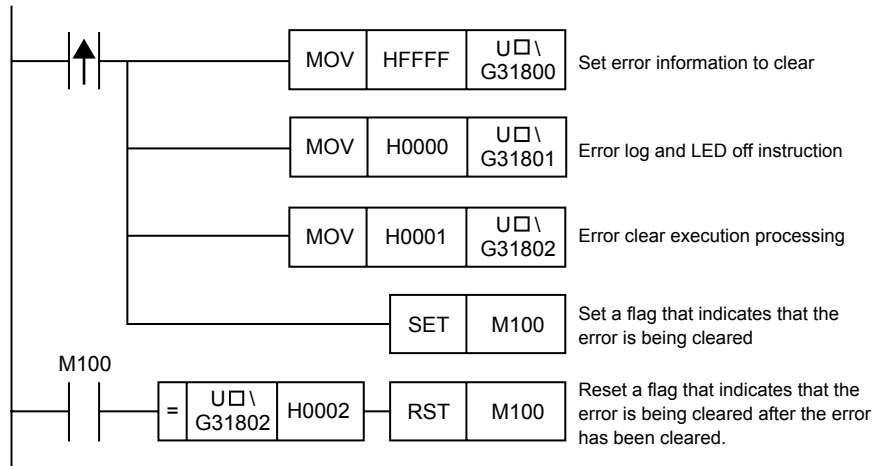 MOV HFFFF U□\ G31800 Set error information to clear
MOV H0000 U□\ G31801 Error log and LED off instruction
MOV H0001 U□\ G31802 Error clear execution processing
SET M100 Set a flag that indicates that the
error is being cleared
M100
= U□\ G31802 H0002 RST M100 Reset a flag that indicates that the
error is being cleared after the error
has been cleared.